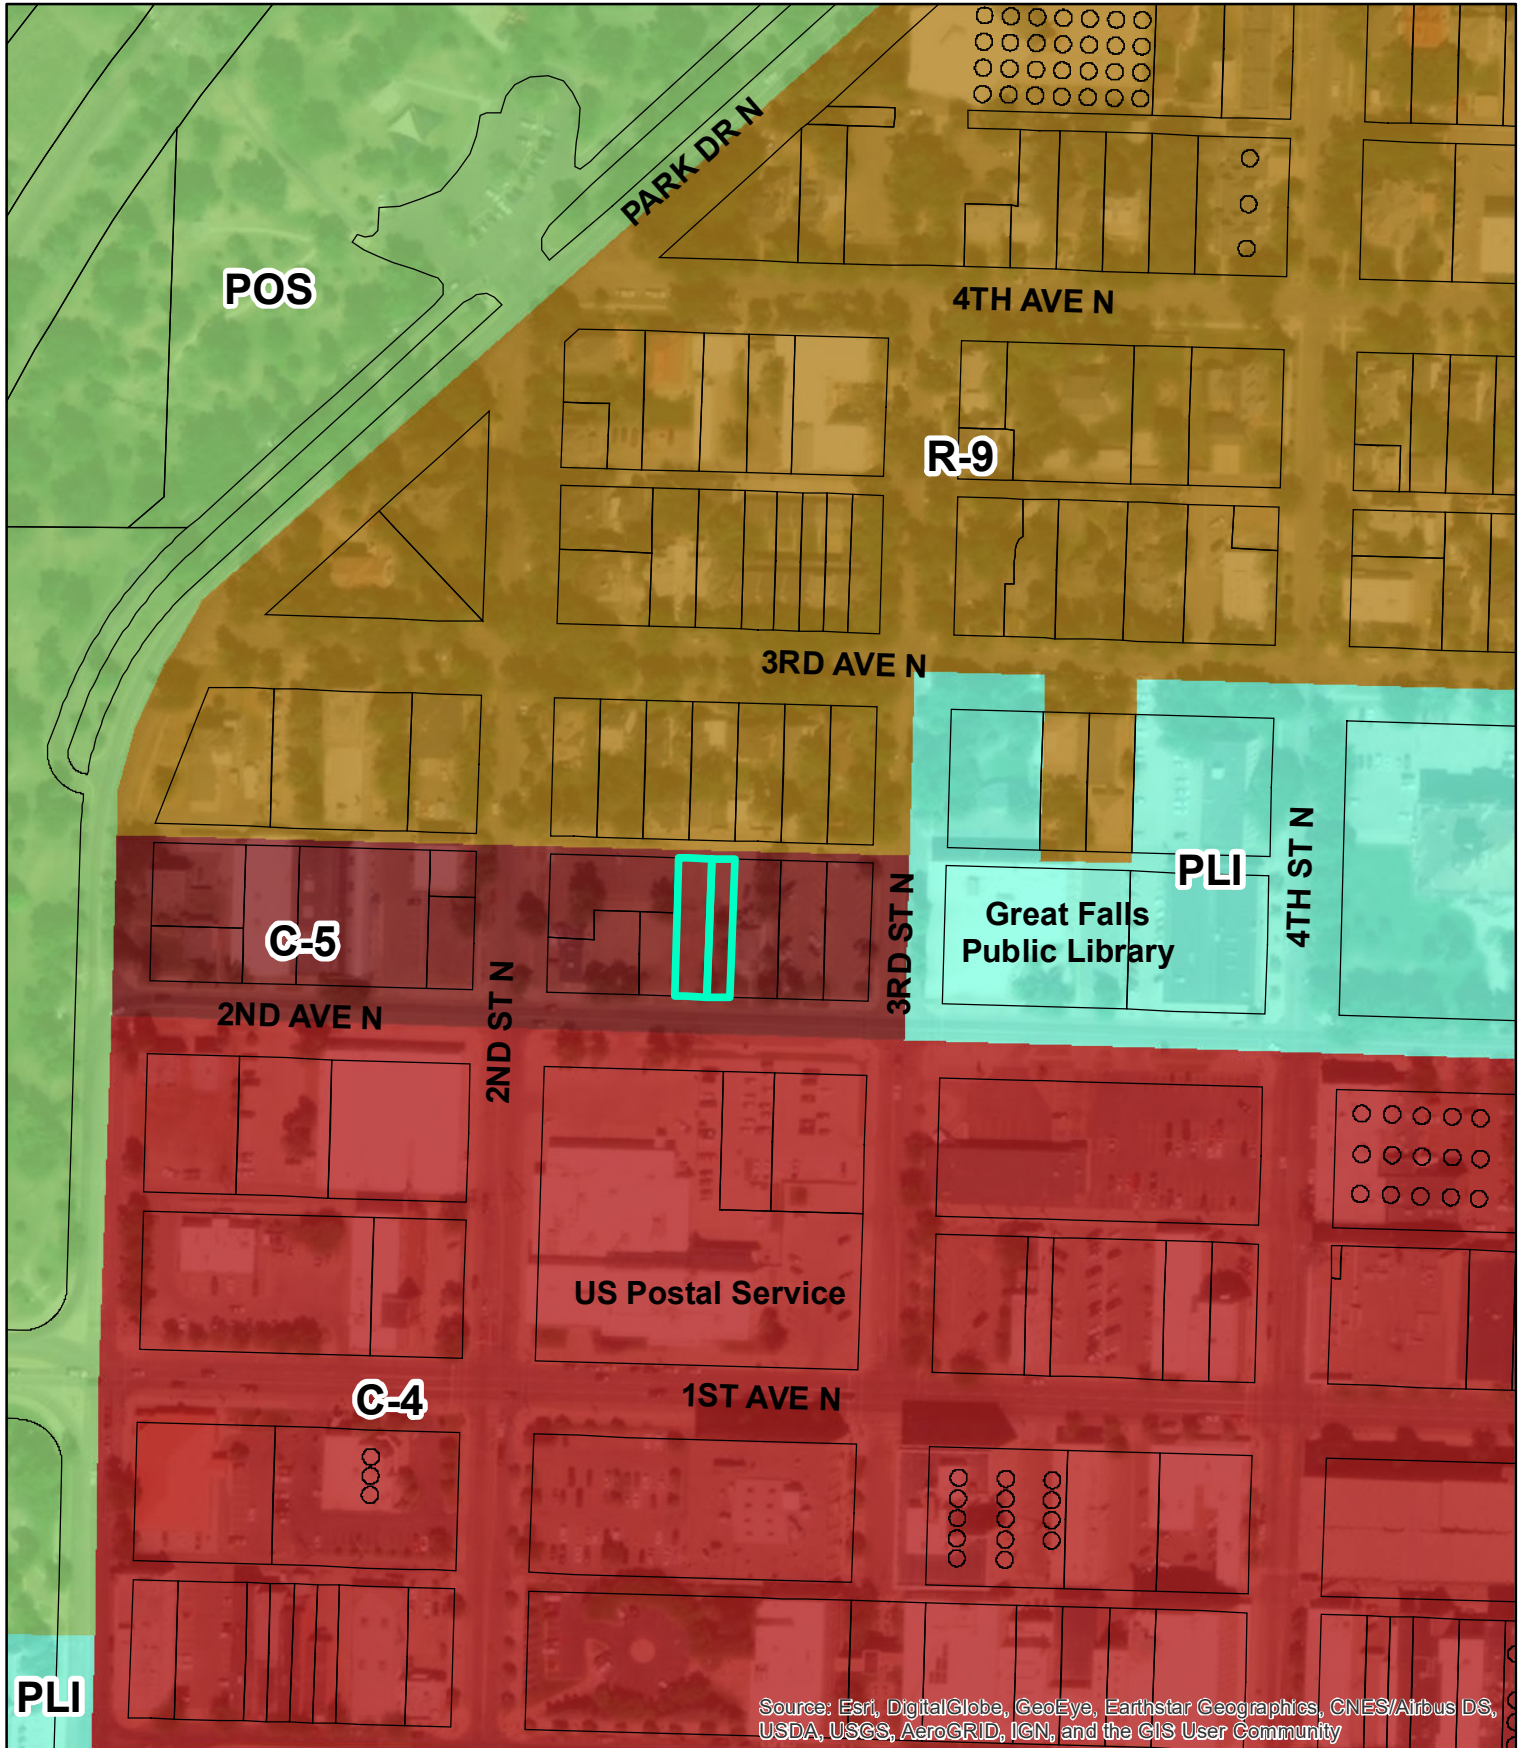 PARK DR N
POS
4TH AVE N
R-9
3RD AVE N
4TH ST N
PLI
3RD ST N
Great Falls
Public Library
C-5
2ND AVE N
2ND ST N
US Postal Service
C-4
1ST AVE N
PLI
Source: Esri, DigitalGlobe, GeoEye, Earthstar Geographics, CNES/Airbus DS,
USDA, USGS, AeroGRID, IGN, and the GIS User Community